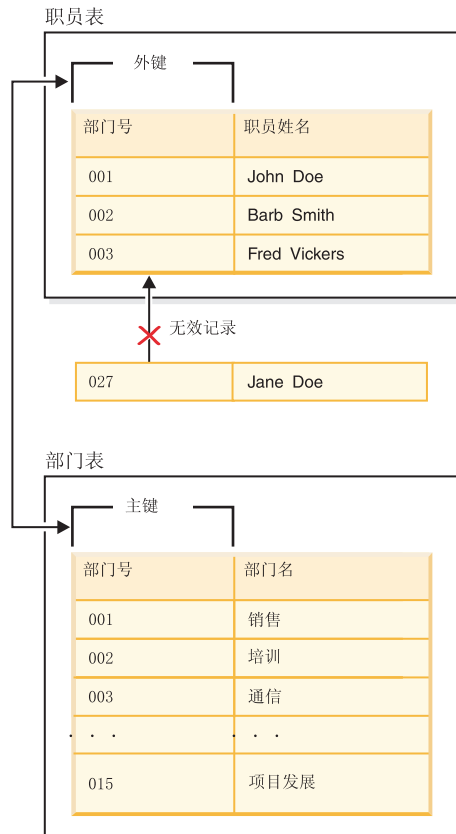 职员表
外键
部门号 职员姓名
001 John Doe
002 Barb Smith
003 Fred Vickers
无效记录
027 Jane Doe
部门表
主键
部门号 部门名
001 销售
002 培训
003 通信
. . . . . .
015 项目发展